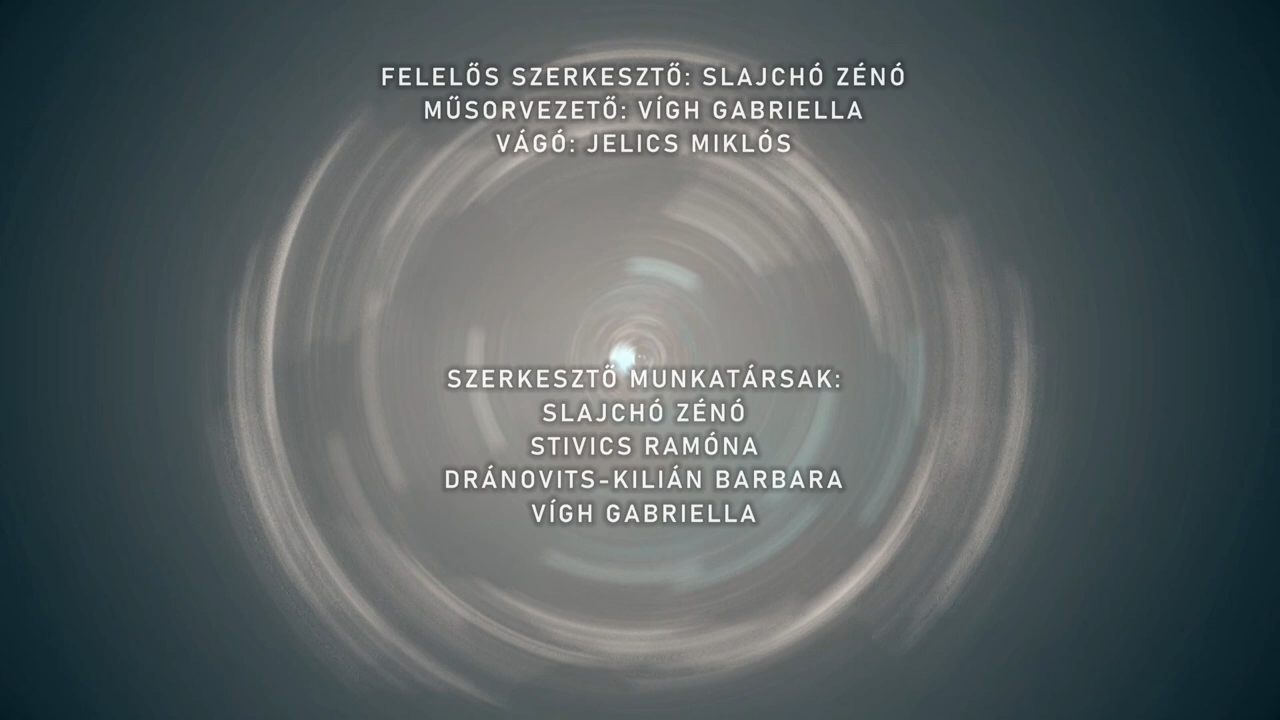 FELELŐS SZERKESZTŐ: SLAJCHÓ ZÉNÓ
MŰSORVEZETŐ: VÍGH GABRIELLA
VÁGÓ: JELICS MIKLÓS
SZERKESZTŐ MUNKATÁRSAK:
SLAJCHÓ ZÉNÓ
STIVICS RAMÓNA
DRÁNOVITS-KILIÁN BARBARA
VÍGH GABRIELLA